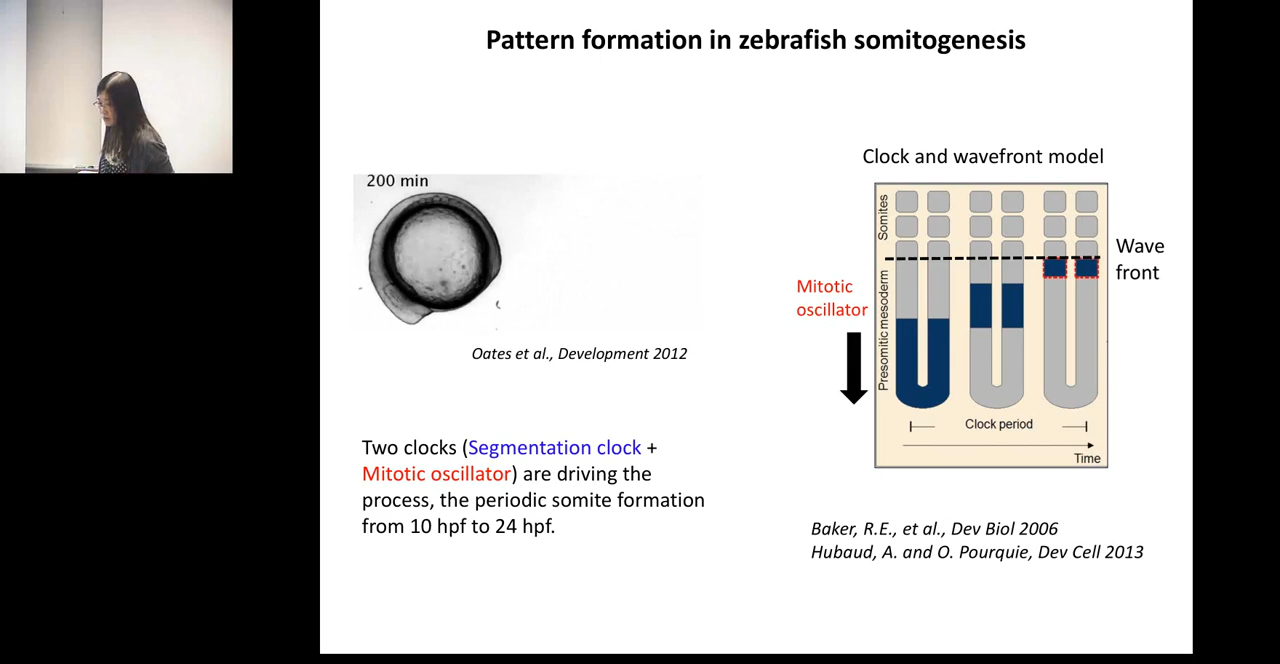 Pattern formation in zebrafish somitogenesis
200 min
Oates et al., Development 2012
Two clocks (Segmentation clock +
Mitotic oscillator) are driving the
process, the periodic somite formation
from 10 hpf to 24 hpf.
Clock and wavefront model
Somites
Presomitic mesoderm
Wave
front
Mitotic
oscillator
Clock period
Time
Baker, R.E., et al., Dev Biol 2006
Hubaud, A. and O. Pourquie, Dev Cell 2013